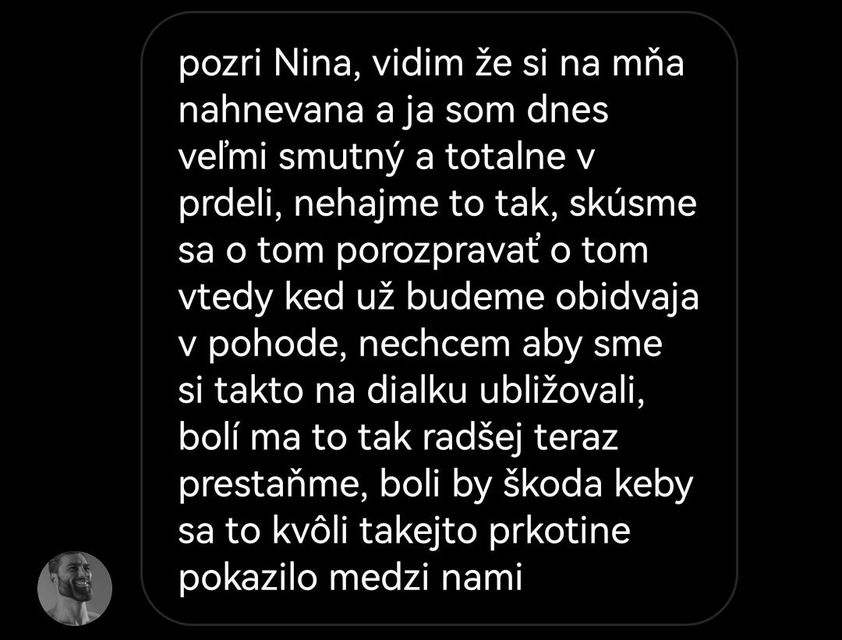 pozri Nina, vidim že si na mňa
nahnevana a ja som dnes
veľmi smutný a totalne v
prdeli, nehajme to tak, skúsme
sa o tom porozpravať o tom
vtedy ked už budeme obidvaja
v pohode, nechcem aby sme
si takto na dialku ubližovali,
bolí ma to tak radšej teraz
prestaňme, boli by škoda keby
sa to kvôli takejto prkotine
pokazilo medzi nami